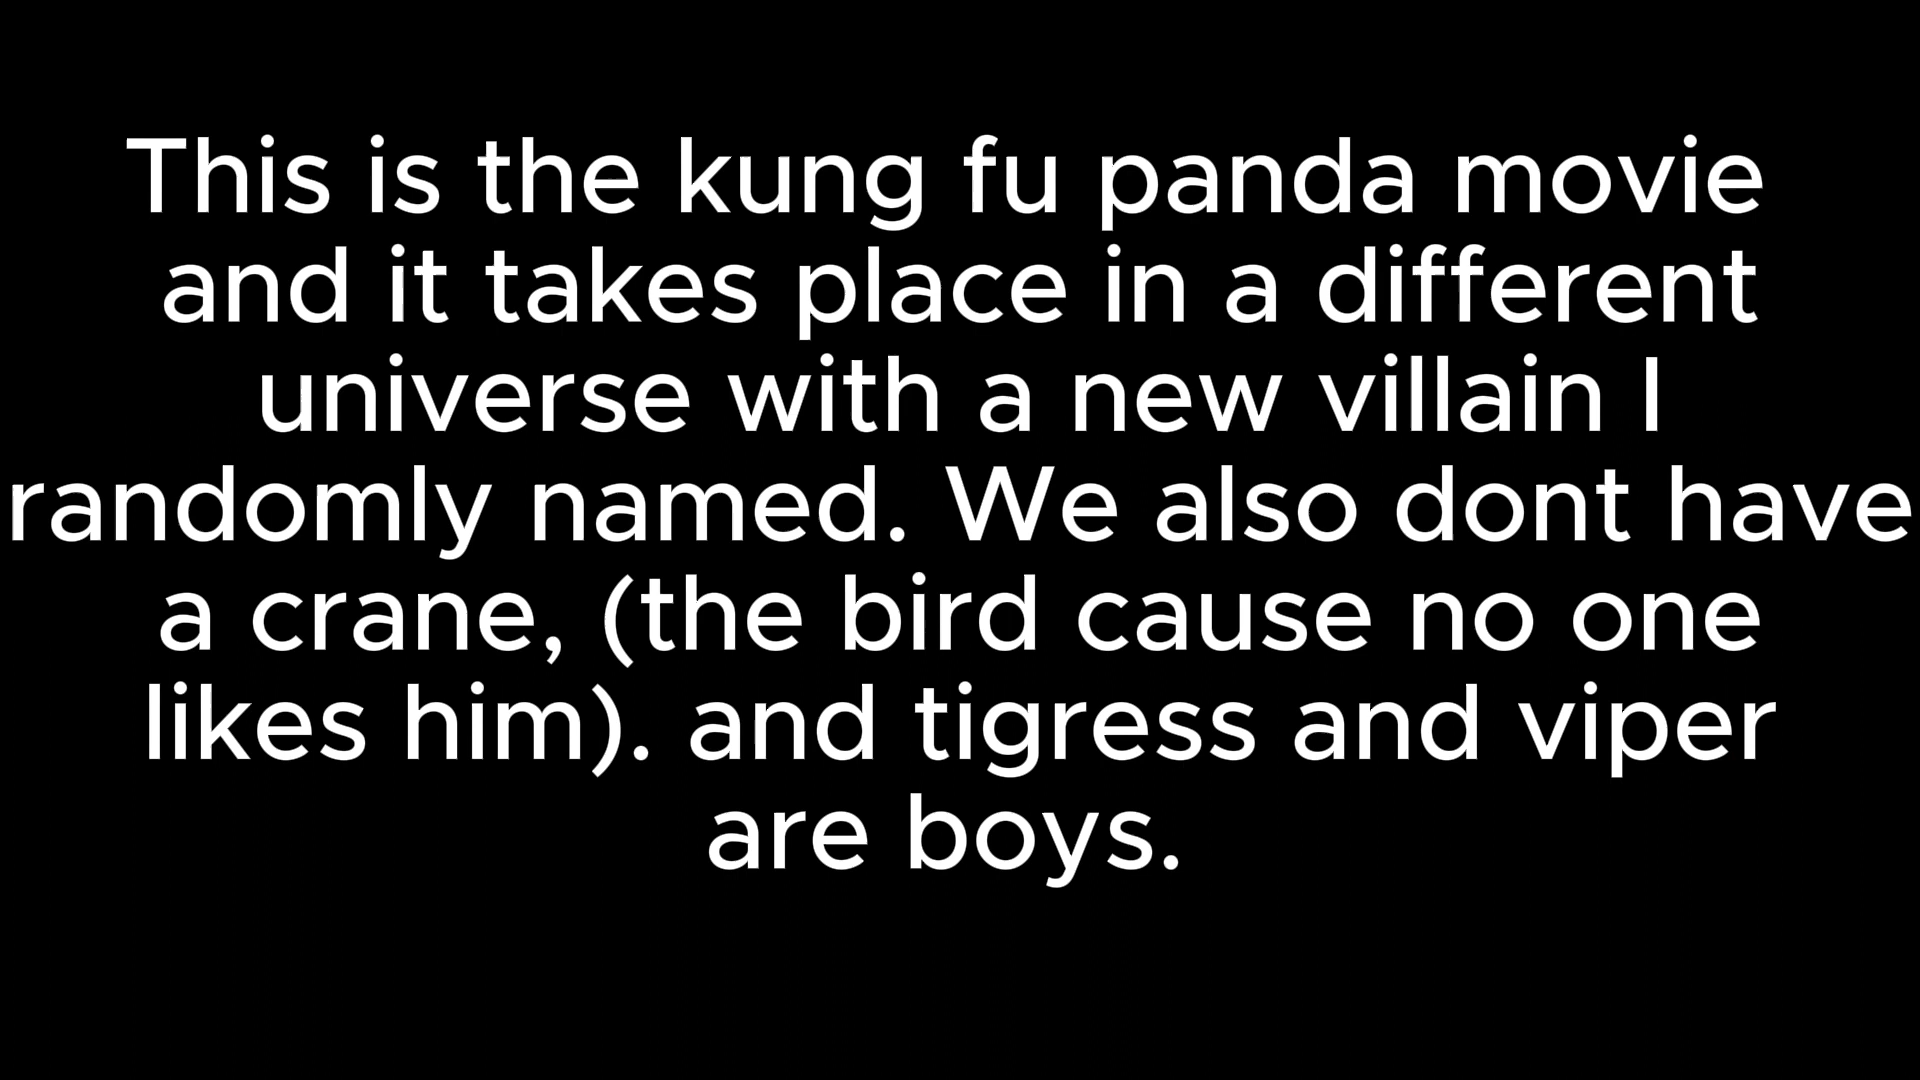 This is the kung fu panda movie
and it takes place in a different
universe with a new villain I
randomly named. We also dont have
a crane, (the bird cause no one
likes him). and tigress and viper
are boys.